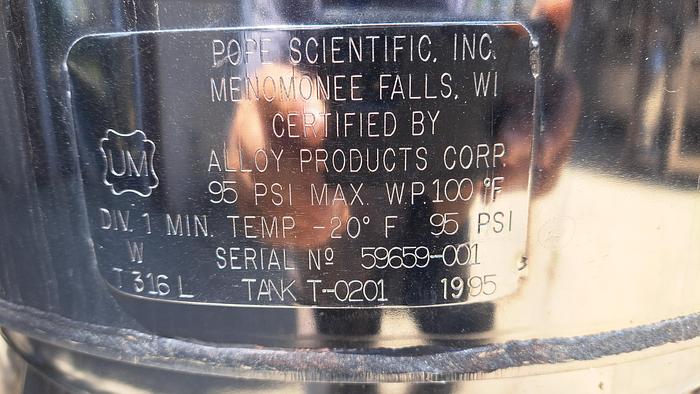 POPE SCIENTIFIC, INC.
MENOMONEE FALLS, WI
CERTIFIED BY
UM
ALLOY PRODUCTS CORP.
95 PSI MAX. W.P. 100 °F
DIV. 1 MIN. TEMP. -20° F 95 PSI
W SERIAL Nº 59659-001
T 316 L TANK T-0201 1995